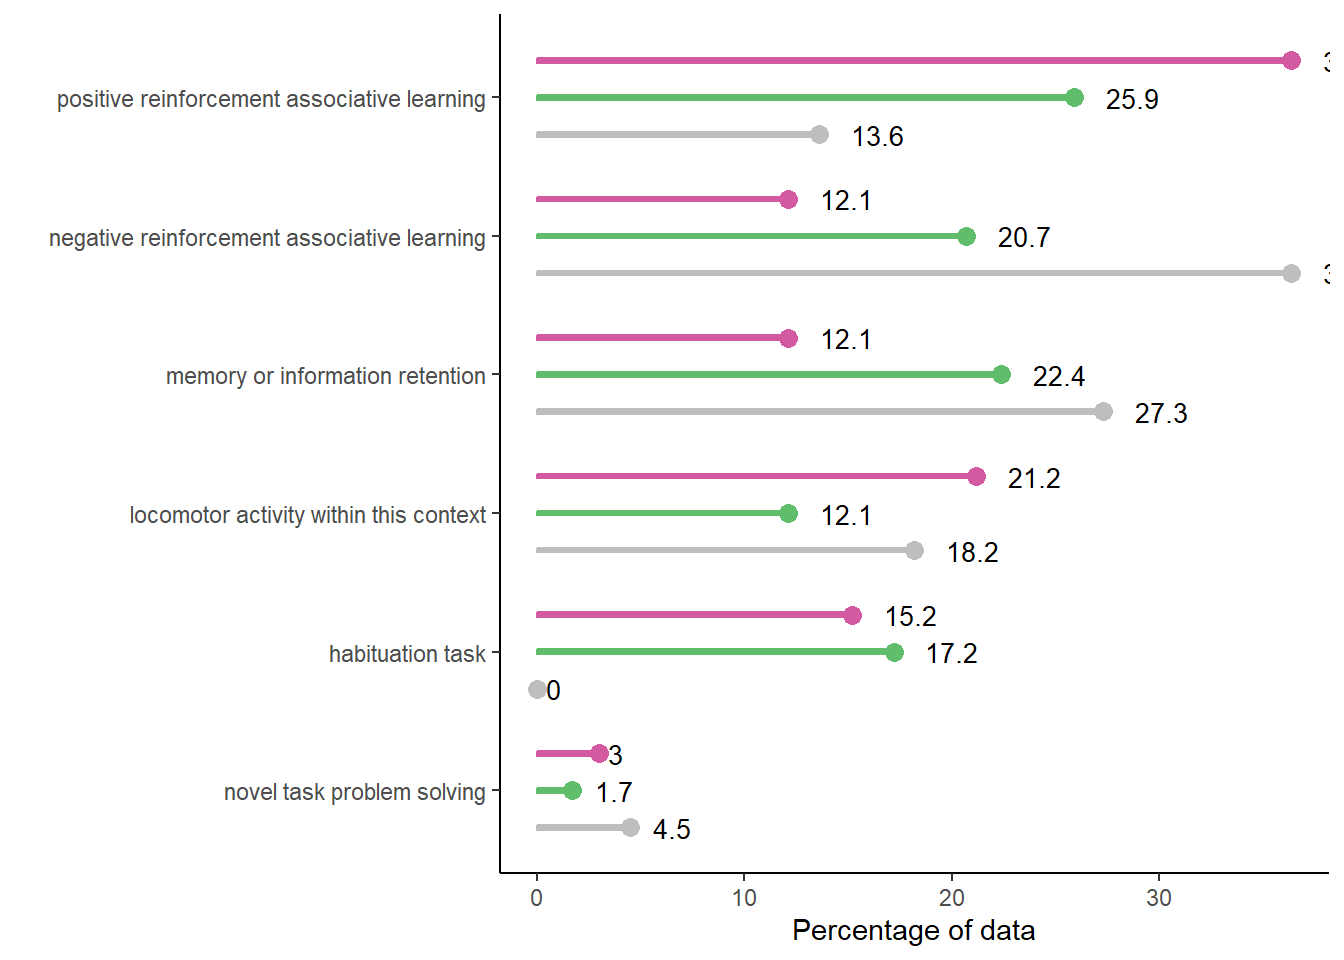 positive reinforcement associative learning
25.9
13.6
12.1
negative reinforcement associative learning
20.7
12.1
memory or information retention
22.4
27.3
21.2
locomotor activity within this context
12.1
18.2
15.2
habituation task
17.2
0
3
novel task problem solving
1.7
4.5
0
10
20
30
Percentage of data